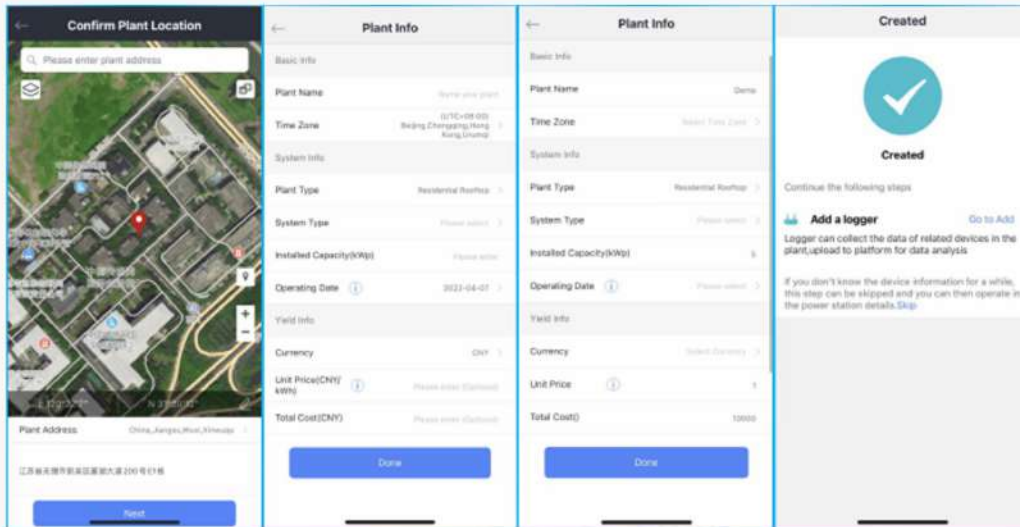 Confirm Plant Location
Please enter plant address
Plant Address
China,Jiangsu,Wuxi,Xinwuqu
Next
Plant Info
Basic Info
Plant Name
Name your plant
Time Zone
(UTC+08:00)
Beijing,Chongqing,Hong
Kong,Urumqi
System Info
Plant Type
Residential Rooftop
System Type
Please select
Installed Capacity(kWp)
Please enter
Operating Date
2022-04-07
Yield Info
Currency
CNY
Unit Price(CNY/
kWh)
Please enter (Optional)
Total Cost(CNY)
Please enter (Optional)
Done
Plant Info
Basic Info
Plant Name
Demo
Time Zone
Select Time Zone
System Info
Plant Type
Residential Rooftop
System Type
Please select
Installed Capacity(kWp)
5
Operating Date
Please select
Yield Info
Currency
Select Currency
Unit Price
1
Total Cost()
10000
Done
Created
Created
Continue the following steps
Add a logger
Go to Add
Logger can collect the data of related devices in the
plant,upload to platform for data analysis
If you don't know the device information for a while,
this step can be skipped and you can then operate in
the power station details.Skip